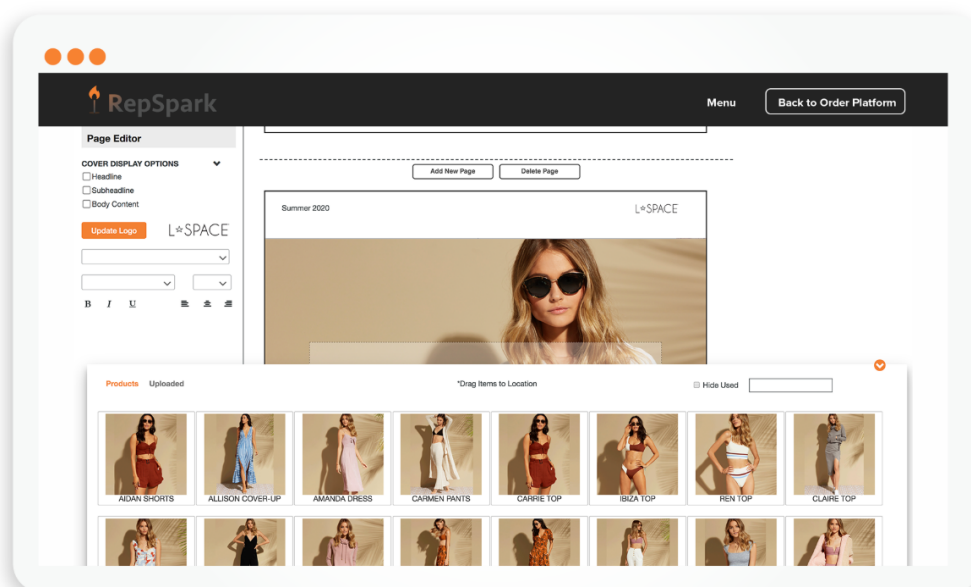 RepSpark
Menu
Back to Order Platform
Page Editor
COVER DISPLAY OPTIONS
Headline
Subheadline
Body Content
Update Logo
L☆SPACE
B I U
Add New Page
Delete Page
Summer 2020
L☆SPACE
Products
Uploaded
*Drag Items to Location
Hide Used
AIDAN SHORTS
ALLISON COVER-UP
AMANDA DRESS
CARMEN PANTS
CARRIE TOP
IBIZA TOP
REN TOP
CLAIRE TOP